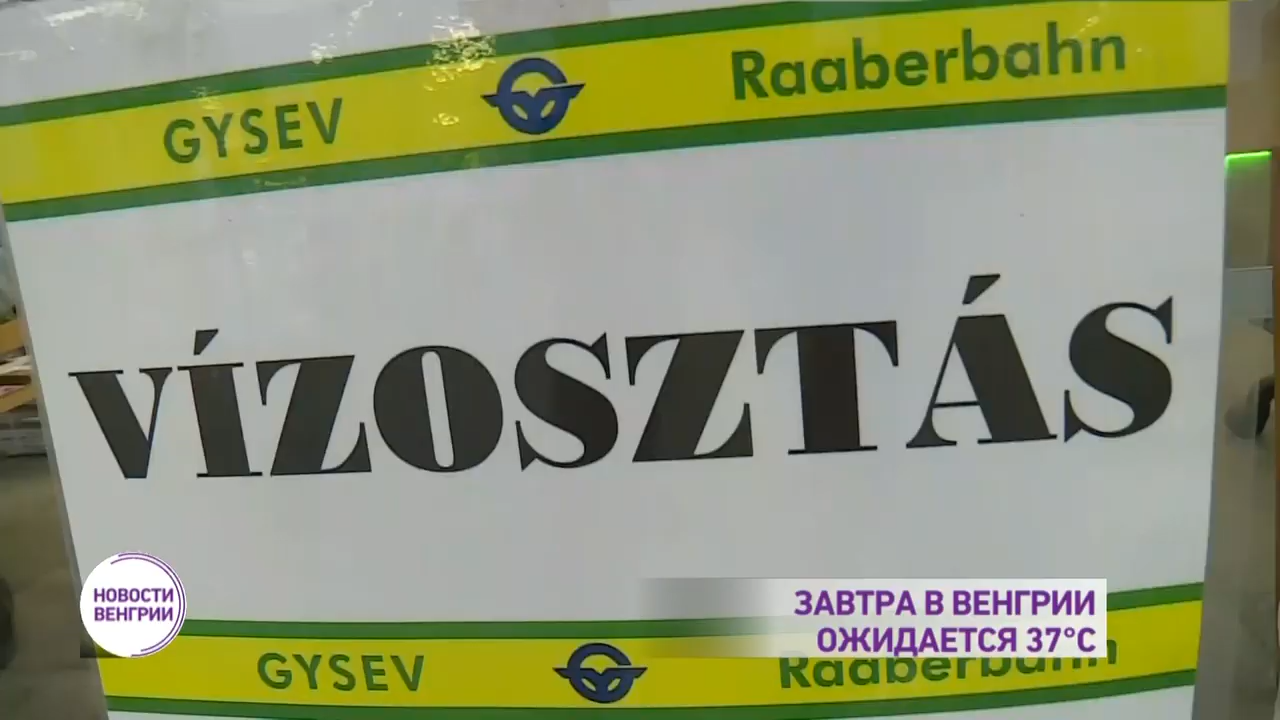 GYSEV Raaberbahn
VÍZOSZTÁS
НОВОСТИ
ВЕНГРИИ
ЗАВТРА В ВЕНГРИИ
ОЖИДАЕТСЯ 37°C
GYSEV Raaberbahn